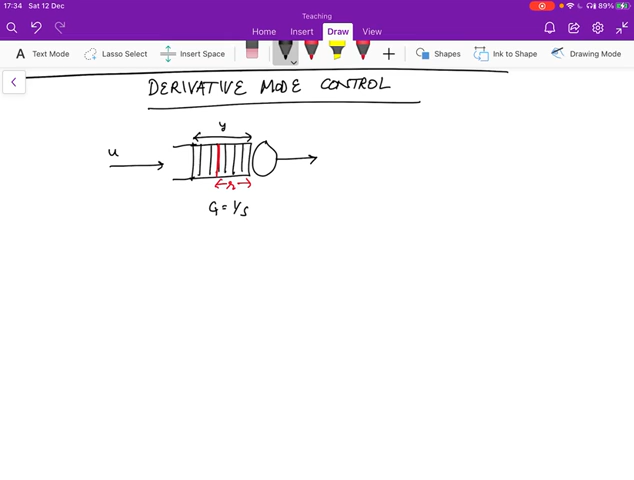 17:34 Sat 12 Dec
89%
Teaching
Home Insert Draw View
Text Mode Lasso Select Insert Space Shapes Ink to Shape Drawing Mode
DERIVATIVE MODE CONTROL
y
u
r
G = 1/s